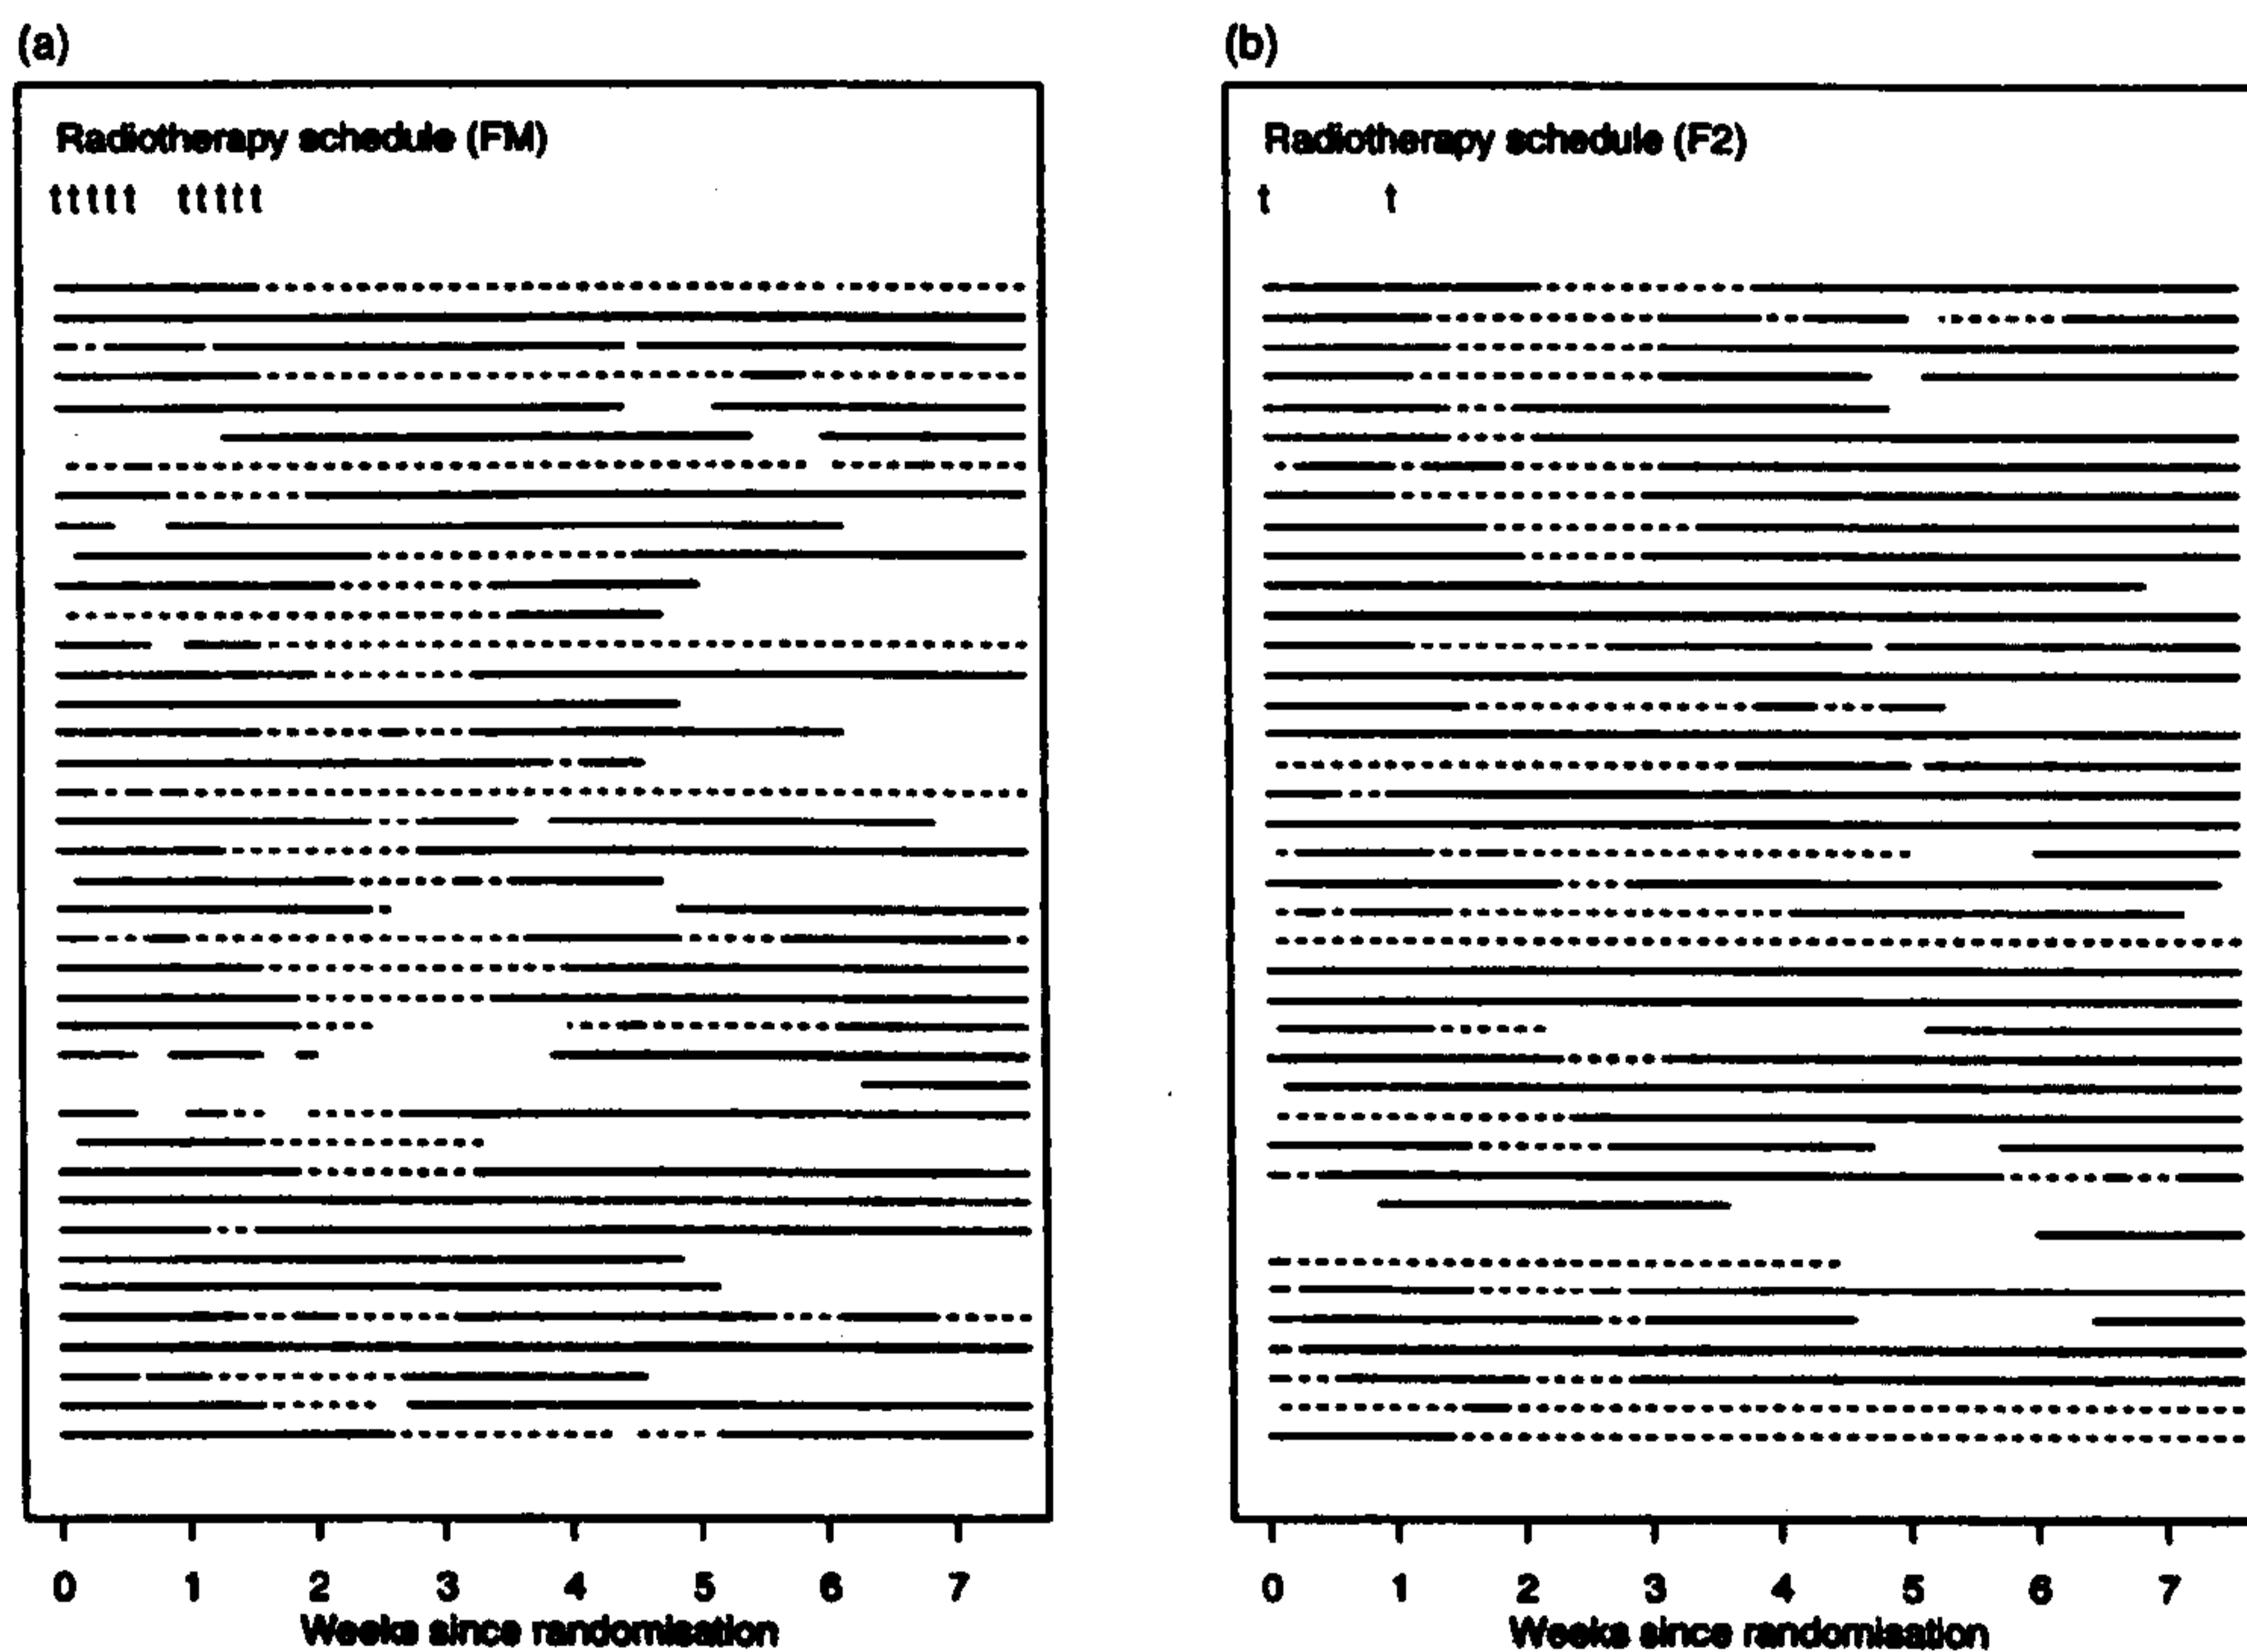 (a)
Radiotherapy schedule (FM)
ttttt ttttt
0 1 2 3 4 5 6 7
Weeks since randomisation
(b)
Radiotherapy schedule (F2)
t t
0 1 2 3 4 5 6 7
Weeks since randomisation